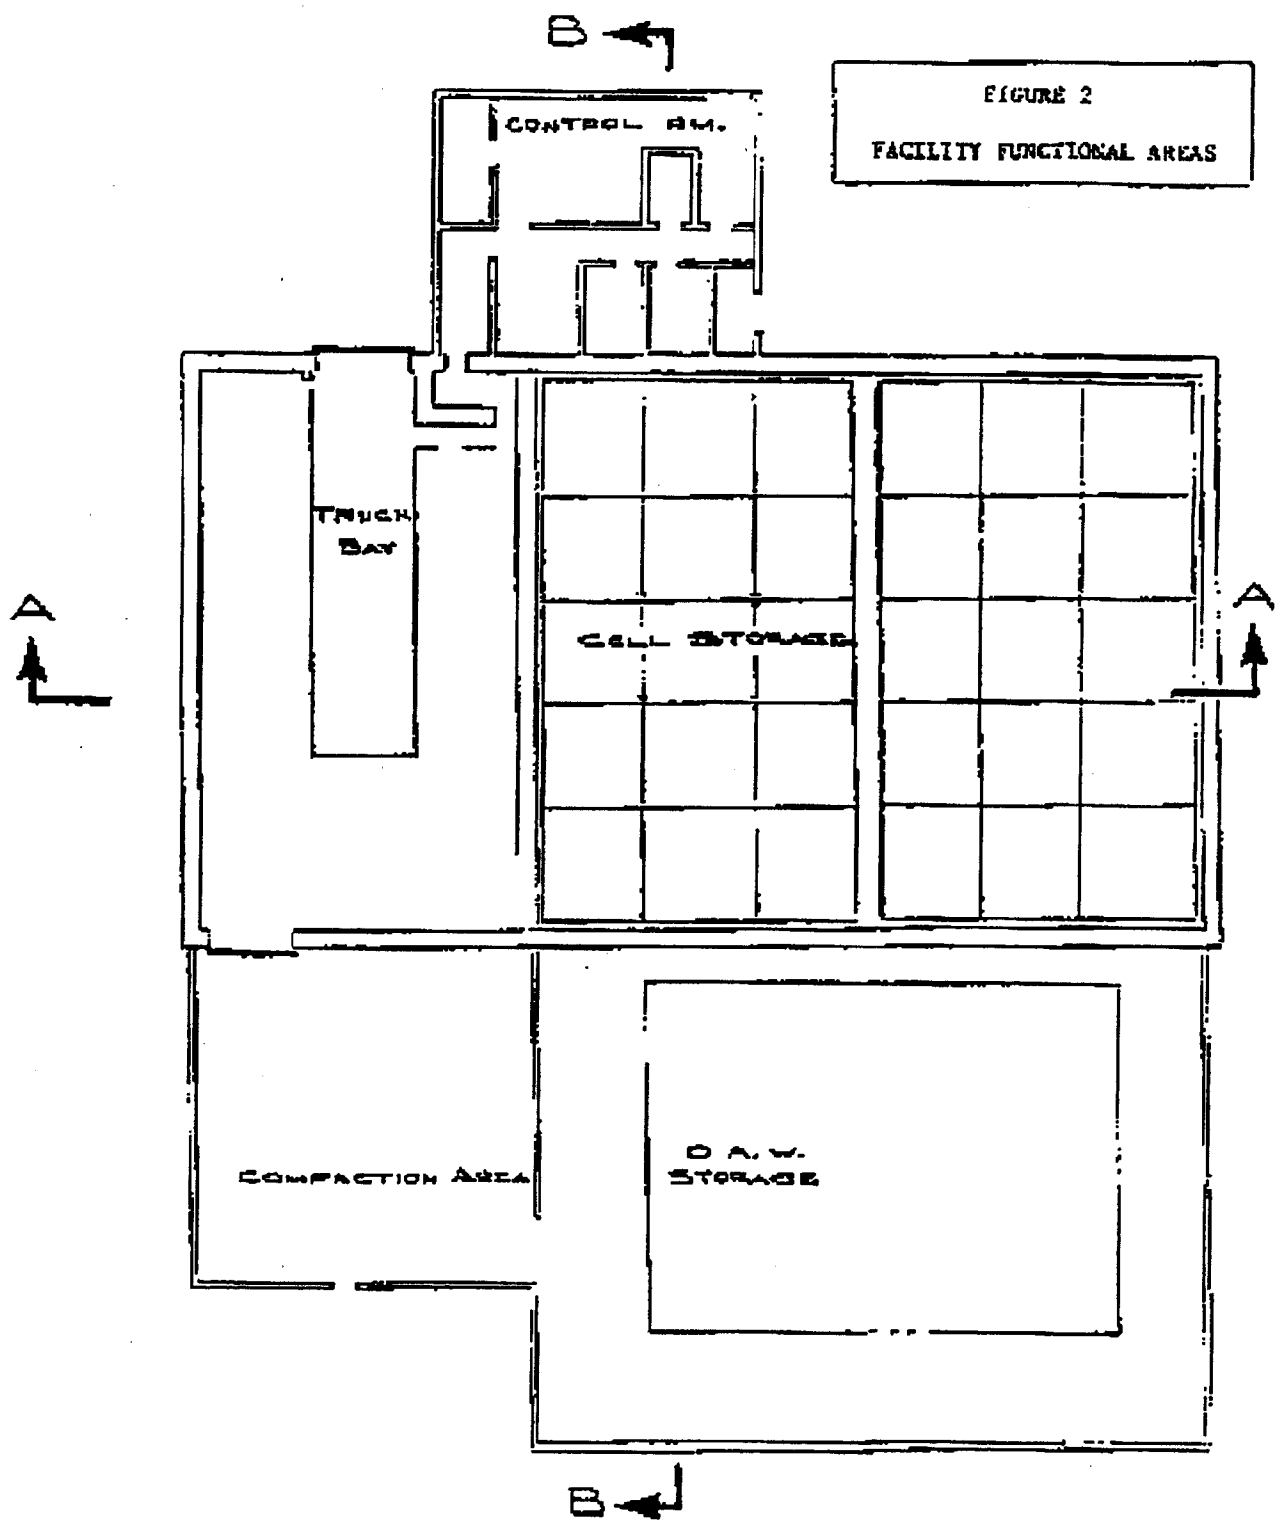 B
FIGURE 2
FACILITY FUNCTIONAL AREAS
CONTROL RM.
TRUCK
BAY
A
A
CELL STORAGE
D A.W.
STORAGE
COMPACTION AREA
B